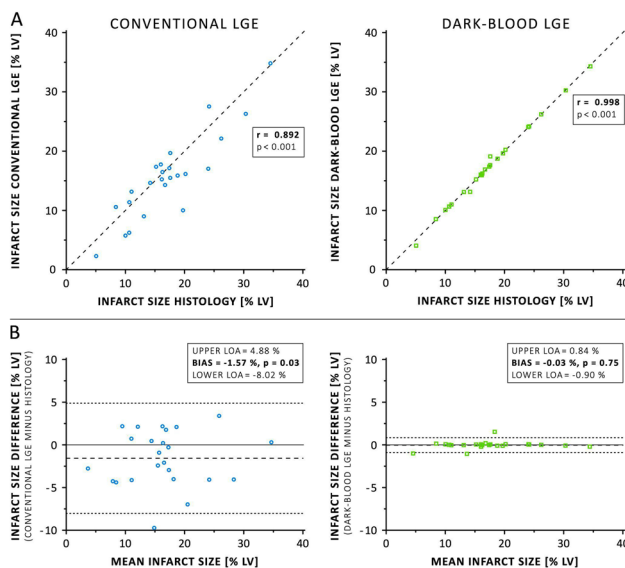 A
CONVENTIONAL LGE
INFARCT SIZE CONVENTIONAL LGE [% LV]
40
30
20
10
0
r = 0.892
p < 0.001
0 10 20 30 40
INFARCT SIZE HISTOLOGY [% LV]
DARK-BLOOD LGE
INFARCT SIZE DARK-BLOOD LGE [% LV]
40
30
20
10
0
r = 0.998
p < 0.001
0 10 20 30 40
INFARCT SIZE HISTOLOGY [% LV]
B
INFARCT SIZE DIFFERENCE [% LV]
(CONVENTIONAL LGE MINUS HISTOLOGY)
10
5
0
-5
-10
UPPER LOA = 4.88 %
BIAS = -1.57 %, p = 0.03
LOWER LOA = -8.02 %
0 10 20 30 40
MEAN INFARCT SIZE [% LV]
INFARCT SIZE DIFFERENCE [% LV]
(DARK-BLOOD LGE MINUS HISTOLOGY)
10
5
0
-5
-10
UPPER LOA = 0.84 %
BIAS = -0.03 %, p = 0.75
LOWER LOA = -0.90 %
0 10 20 30 40
MEAN INFARCT SIZE [% LV]